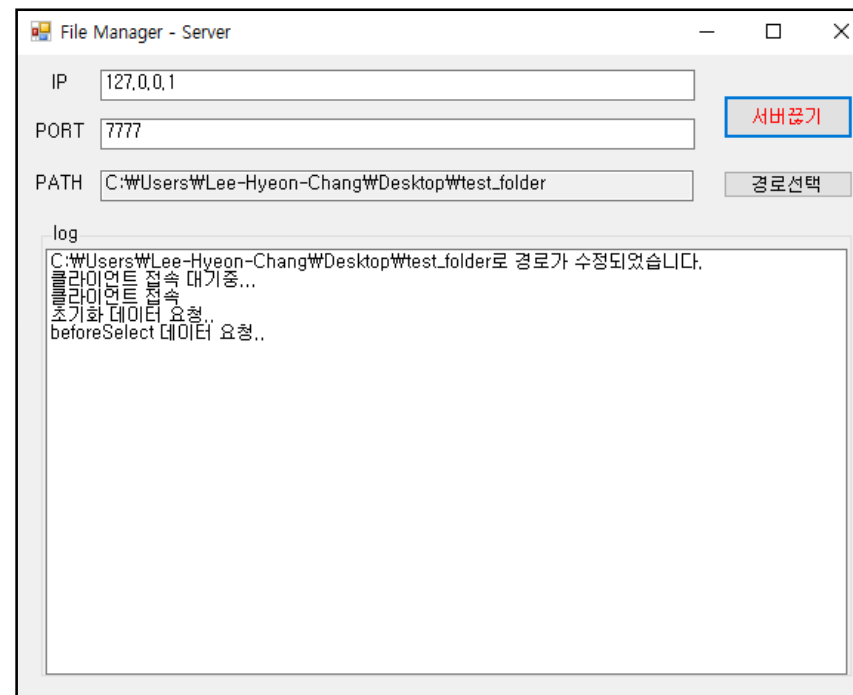 File Manager - Server
IP 127.0.0.1
서버끊기
PORT 7777
PATH C:₩Users₩Lee-Hyeon-Chang₩Desktop₩test_folder 경로선택
log
C:₩Users₩Lee-Hyeon-Chang₩Desktop₩test_folder로 경로가 수정되었습니다.
클라이언트 접속 대기중...
클라이언트 접속
초기화 데이터 요청..
beforeSelect 데이터 요청..